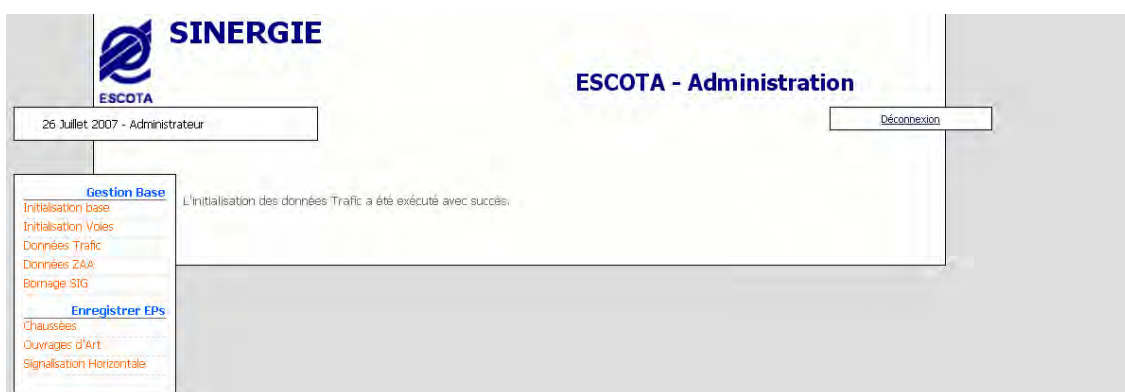 SINERGIE
ESCOTA - Administration
ESCOTA
26 Juillet 2007 - Administrateur
Déconnexion
Gestion Base
Initialisation base
Initialisation Voies
Données Trafic
Données ZAA
Bornage SIG
L'initialisation des données Trafic a été exécuté avec succès.
Enregistrer EPs
Chaussées
Ouvrages d'Art
Signalisation Horizontale